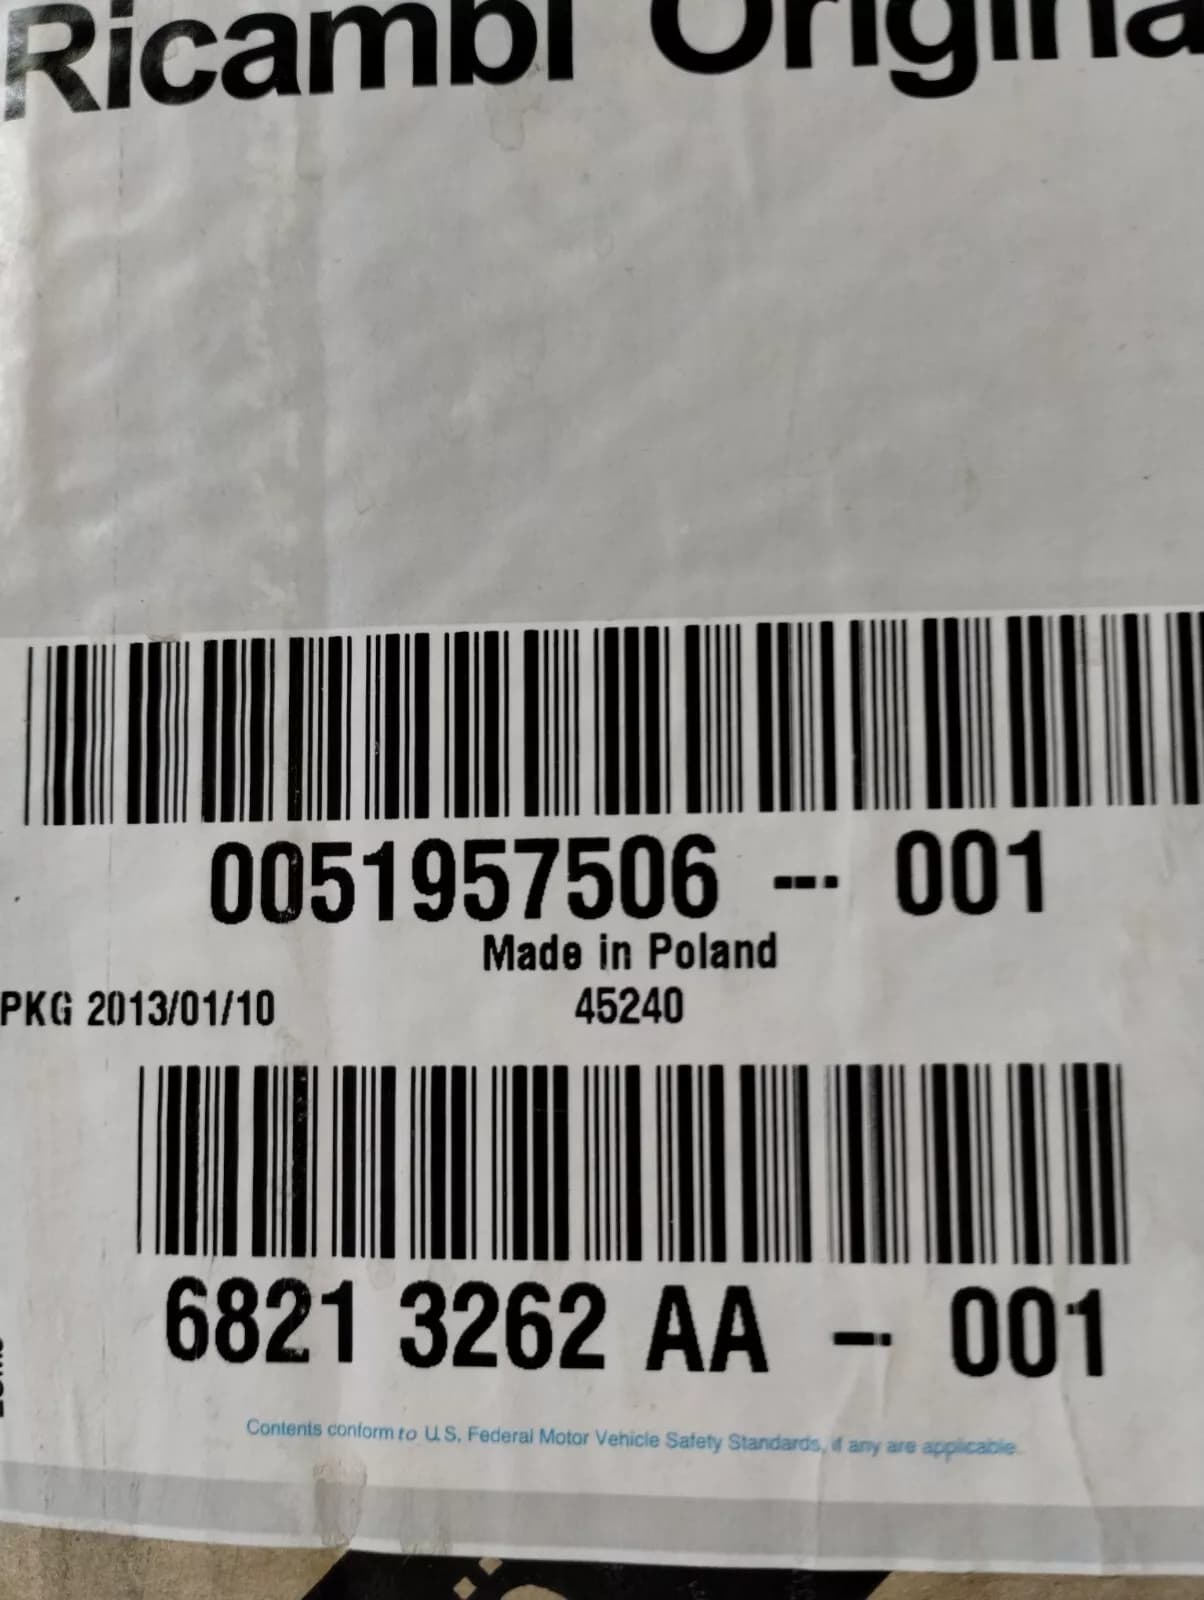 Ricambi Origina
0051957506 --- 001
Made in Poland
PKG 2013/01/10 45240
6821 3262 AA - 001
Contents conform to U.S. Federal Motor Vehicle Safety Standards, if any are applicable.